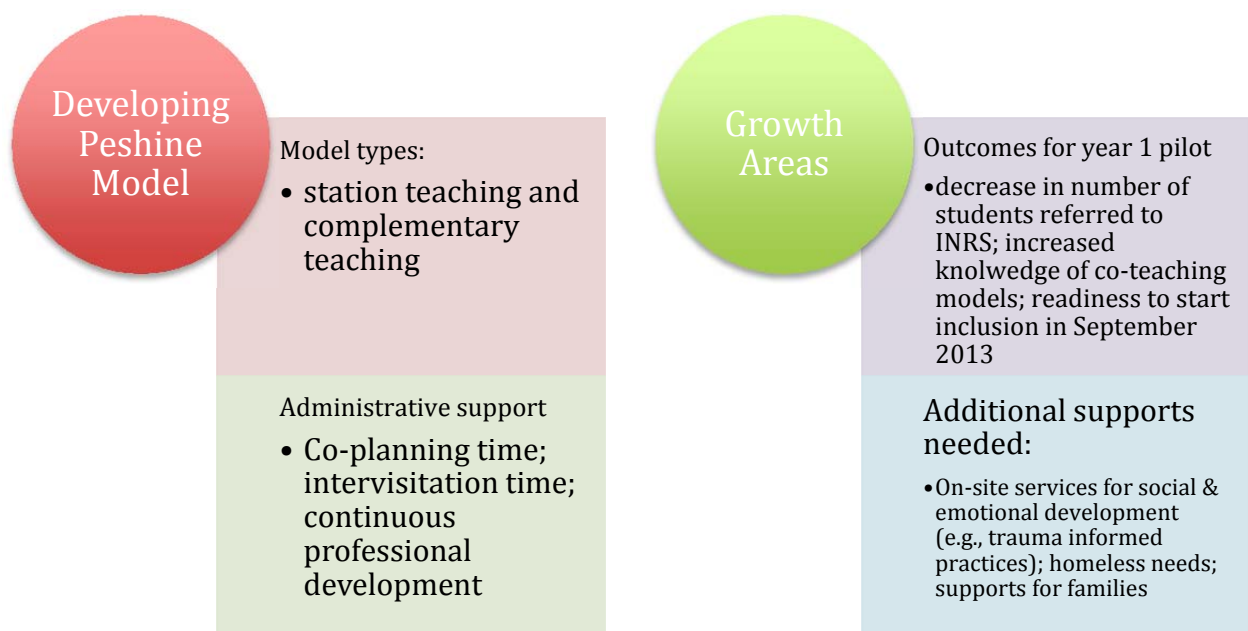 Developing
Peshine
Model
Model types:
• station teaching and
complementary
teaching
Administrative support
• Co-planning time;
intervisitation time;
continuous
professional
development
Growth
Areas
Outcomes for year 1 pilot
•decrease in number of
students referred to
INRS; increased
knolwedge of co-teaching
models; readiness to start
inclusion in September
2013
Additional supports
needed:
•On-site services for social &
emotional development
(e.g., trauma informed
practices); homeless needs;
supports for families